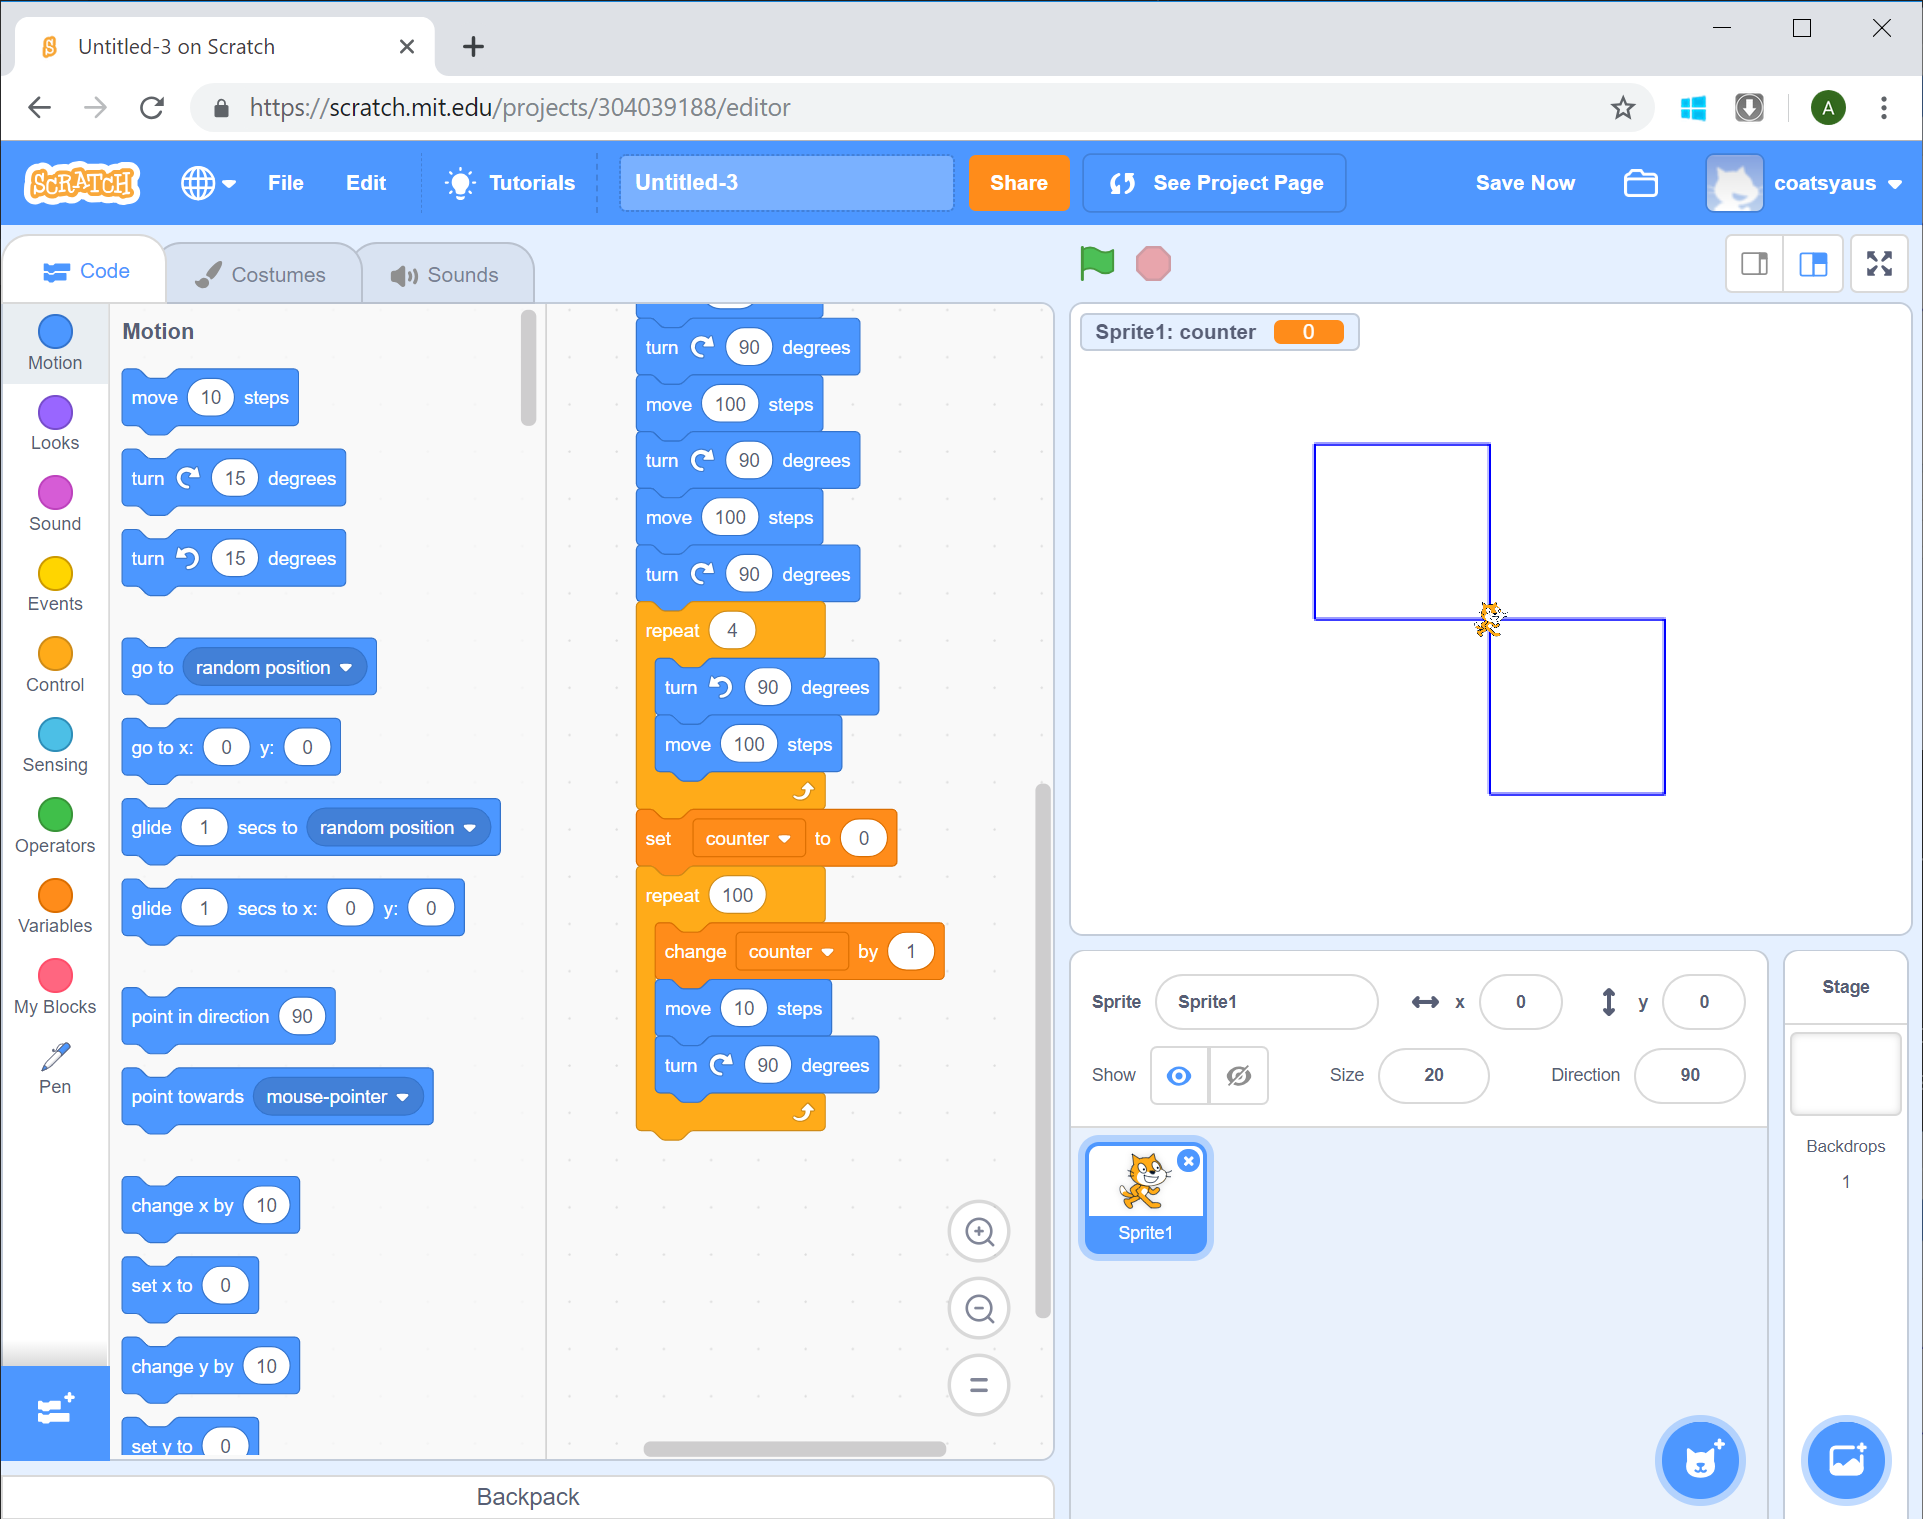 Untitled-3 on Scratch
https://scratch.mit.edu/projects/304039188/editor
A
SCRATCH
File
Edit
Tutorials
Untitled-3
Share
See Project Page
Save Now
coatsyaus
Code
Costumes
Sounds
Motion
Looks
Sound
Events
Control
Sensing
Operators
Variables
My Blocks
Pen
Motion
move 10 steps
turn 15 degrees
turn 15 degrees
go to random position
go to x: 0 y: 0
glide 1 secs to random position
glide 1 secs to x: 0 y: 0
point in direction 90
point towards mouse-pointer
change x by 10
set x to 0
change y by 10
set y to 0
turn 90 degrees
move 100 steps
turn 90 degrees
move 100 steps
turn 90 degrees
repeat 4
turn 90 degrees
move 100 steps
set counter to 0
repeat 100
change counter by 1
move 10 steps
turn 90 degrees
Backpack
Sprite1: counter 0
Sprite Sprite1 x 0 y 0
Show Size 20 Direction 90
Sprite1
Stage
Backdrops
1